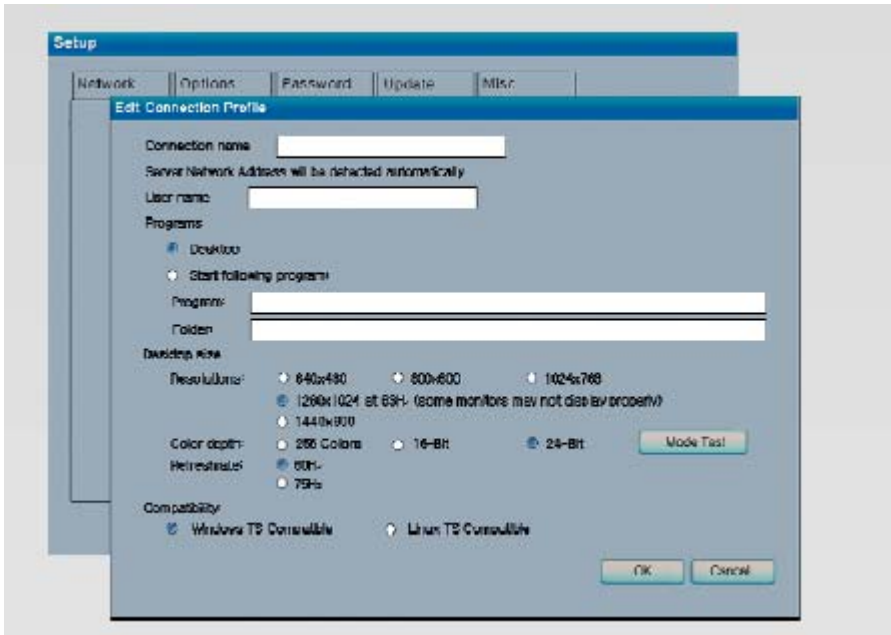 Setup
Network Options Password Update Misc
Edit Connection Profile
Connection name
Server Network Address will be detected automatically
User name
Programs
Desktop
Start following program:
Program:
Folder:
Desktop size
Resolutions: 640x480 800x600 1024x768
1280x1024 at 63Hz (some monitors may not display properly)
1440x900
Color depth: 256 Colors 16-Bit 24-Bit Mode Test
Refreshrate: 60Hz
75Hz
Compatibility
Windows TS Compatible Linux TS Compatible
OK Cancel